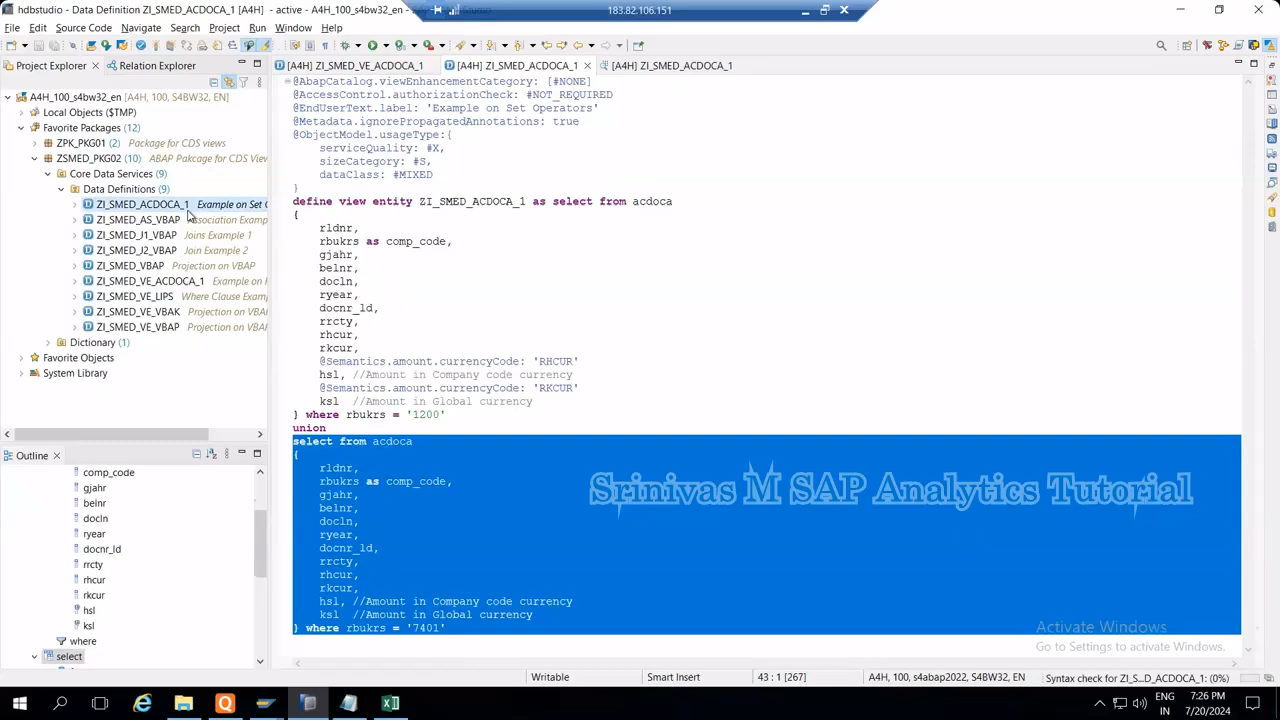 hdbstudio - Data Definition ZI_SMED_ACDOCA_1 [A4H] - active - A4H_100_s4bw32_en
183.82.106.151
File Edit Source Code Navigate Search Project Run Window Help
Project Explorer
Relation Explorer
[A4H] ZI_SMED_VE_ACDOCA_1
[A4H] ZI_SMED_ACDOCA_1
[A4H] ZI_SMED_ACDOCA_1
A4H_100_s4bw32_en [A4H, 100, S4BW32, EN]
Local Objects ($TMP)
Favorite Packages (12)
ZPK_PKG01 (2) Package for CDS views
ZSMED_PKG02 (10) ABAP Pakcage for CDS View
Core Data Services (9)
Data Definitions (9)
ZI_SMED_ACDOCA_1 Example on Set
ZI_SMED_AS_VBAP Association Examp
ZI_SMED_J1_VBAP Joins Example 1
ZI_SMED_J2_VBAP Join Example 2
ZI_SMED_VBAP Projection on VBAP
ZI_SMED_VE_ACDOCA_1 Example on
ZI_SMED_VE_LIPS Where Clause Exam
ZI_SMED_VE_VBAK Projection on VBA
ZI_SMED_VE_VBAP Projection on VBA
Dictionary (1)
Favorite Objects
System Library
Outline
comp_code
gjahr
belnr
docln
ryear
docnr_ld
rrcty
rhcur
rkcur
hsl
ksl
where
select
@AbapCatalog.viewEnhancementCategory: [#NONE]
@AccessControl.authorizationCheck: #NOT_REQUIRED
@EndUserText.label: 'Example on Set Operators'
@Metadata.ignorePropagatedAnnotations: true
@ObjectModel.usageType:{
serviceQuality: #X,
sizeCategory: #S,
dataClass: #MIXED
}
define view entity ZI_SMED_ACDOCA_1 as select from acdoca
{
rldnr,
rbukrs as comp_code,
gjahr,
belnr,
docln,
ryear,
docnr_ld,
rrcty,
rhcur,
rkcur,
@Semantics.amount.currencyCode: 'RHCUR'
hsl, //Amount in Company code currency
@Semantics.amount.currencyCode: 'RKCUR'
ksl //Amount in Global currency
} where rbukrs = '1200'
union
select from acdoca
{
rldnr,
rbukrs as comp_code,
gjahr,
belnr,
docln,
ryear,
docnr_ld,
rrcty,
rhcur,
rkcur,
hsl, //Amount in Company code currency
ksl //Amount in Global currency
} where rbukrs = '7401'
Srinivas M SAP Analytics Tutorial
Activate Windows
Go to Settings to activate Windows.
Writable
Smart Insert
43 : 1 [267]
A4H, 100, s4abap2022, S4BW32, EN
Syntax check for ZI_S...D_ACDOCA_1: (0%)
ENG
IN
7:26 PM
7/20/2024